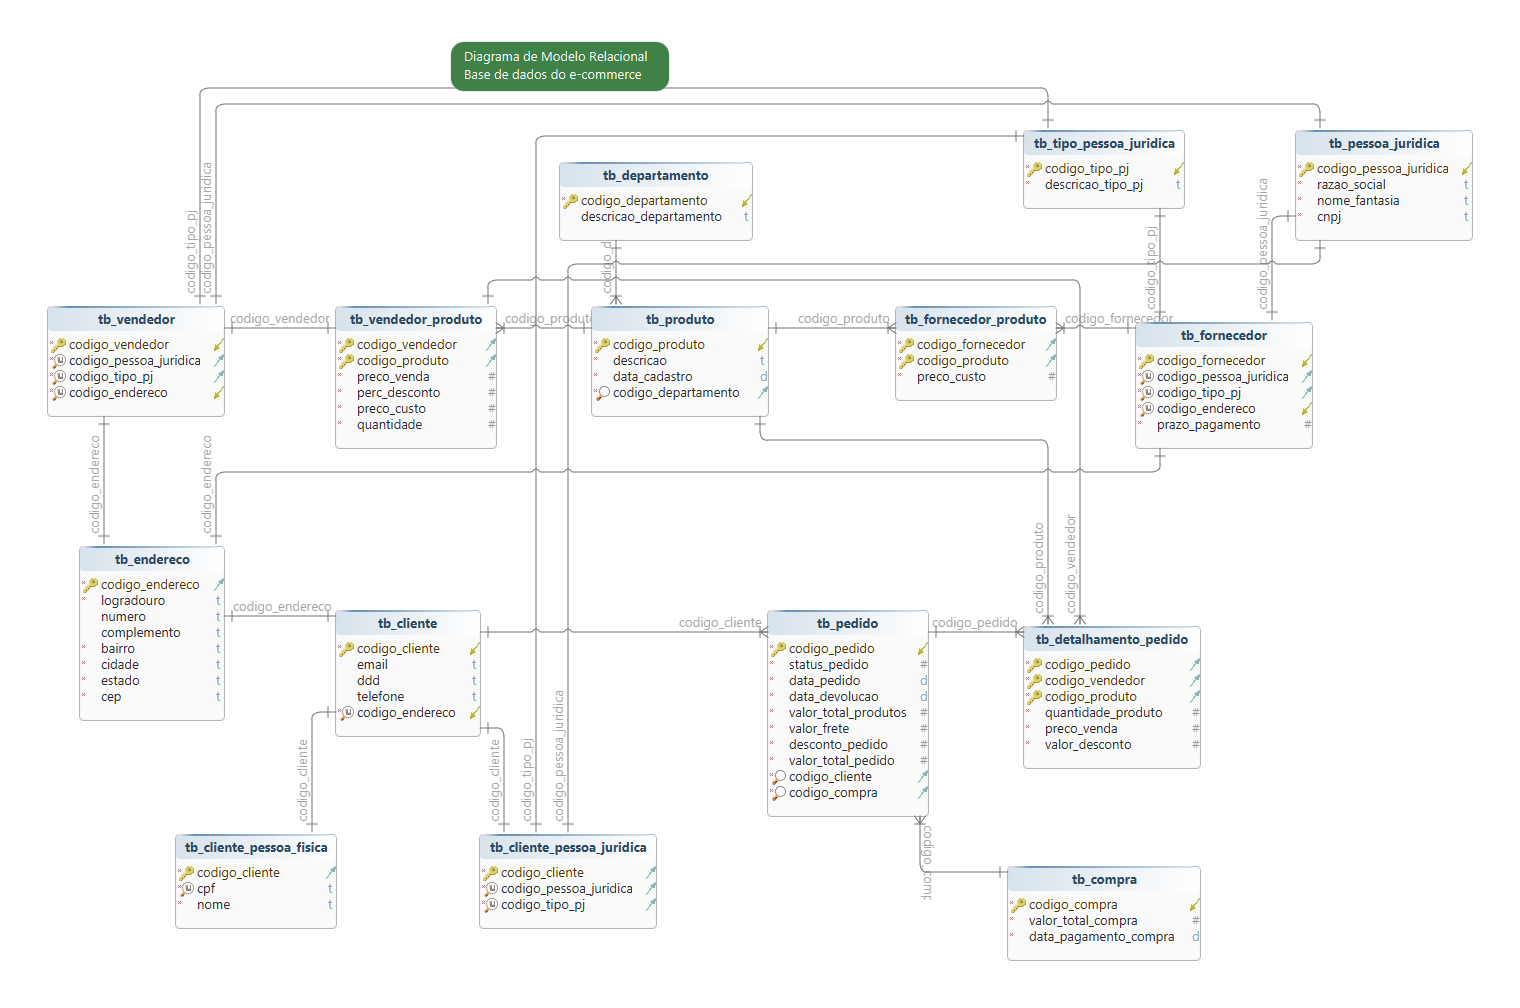 Diagrama de Modelo Relacional
Base de dados do e-commerce
tb_tipo_pessoa_juridica
codigo_tipo_pj
descricao_tipo_pj t
tb_pessoa_juridica
codigo_pessoa_juridica
razao_social t
nome_fantasia t
cnpj t
tb_departamento
codigo_departamento
descricao_departamento t
codigo_tipo_pj
codigo_pessoa_juridica
codigo_d
codigo_tipo_pj
codigo_pessoa_juridica
tb_vendedor
codigo_vendedor
codigo_pessoa_juridica
codigo_tipo_pj
codigo_endereco
codigo_vendedor
tb_vendedor_produto
codigo_vendedor
codigo_produto
preco_venda #
perc_desconto #
preco_custo #
quantidade #
codigo_produto
tb_produto
codigo_produto
descricao t
data_cadastro d
codigo_departamento
codigo_produto
tb_fornecedor_produto
codigo_fornecedor
codigo_produto
preco_custo #
codigo_fornecedor
tb_fornecedor
codigo_fornecedor
codigo_pessoa_juridica
codigo_tipo_pj
codigo_endereco
prazo_pagamento #
codigo_endereco
codigo_endereco
codigo_produto
codigo_vendedor
tb_endereco
codigo_endereco
logradouro t
numero t
complemento t
bairro t
cidade t
estado t
cep t
codigo_endereco
tb_cliente
codigo_cliente
email t
ddd t
telefone t
codigo_endereco
codigo_cliente
tb_pedido
codigo_pedido
status_pedido #
data_pedido d
data_devolucao d
valor_total_produtos #
valor_frete #
desconto_pedido #
valor_total_pedido #
codigo_cliente
codigo_compra
codigo_pedido
tb_detalhamento_pedido
codigo_pedido
codigo_vendedor
codigo_produto
quantidade_produto #
preco_venda #
valor_desconto #
codigo_cliente
codigo_cliente
codigo_tipo_pj
codigo_pessoa_juridica
tb_cliente_pessoa_fisica
codigo_cliente
cpf t
nome t
tb_cliente_pessoa_juridica
codigo_cliente
codigo_pessoa_juridica
codigo_tipo_pj
tb_compra
codigo_compra
valor_total_compra #
data_pagamento_compra d